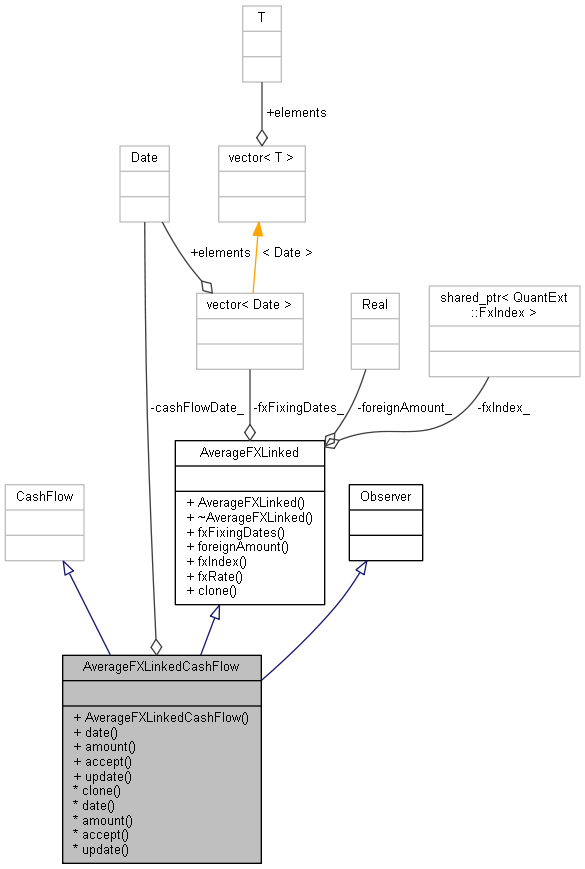 T
+elements
Date
vector< T >
+elements
< Date >
vector< Date >
Real
shared_ptr< QuantExt
::FxIndex >
-cashFlowDate_
-fxFixingDates_
-foreignAmount_
-fxIndex_
AverageFXLinked
+ AverageFXLinked()
+ ~AverageFXLinked()
+ fxFixingDates()
+ foreignAmount()
+ fxIndex()
+ fxRate()
+ clone()
CashFlow
Observer
AverageFXLinkedCashFlow
+ AverageFXLinkedCashFlow()
+ date()
+ amount()
+ accept()
+ update()
* clone()
* date()
* amount()
* accept()
* update()